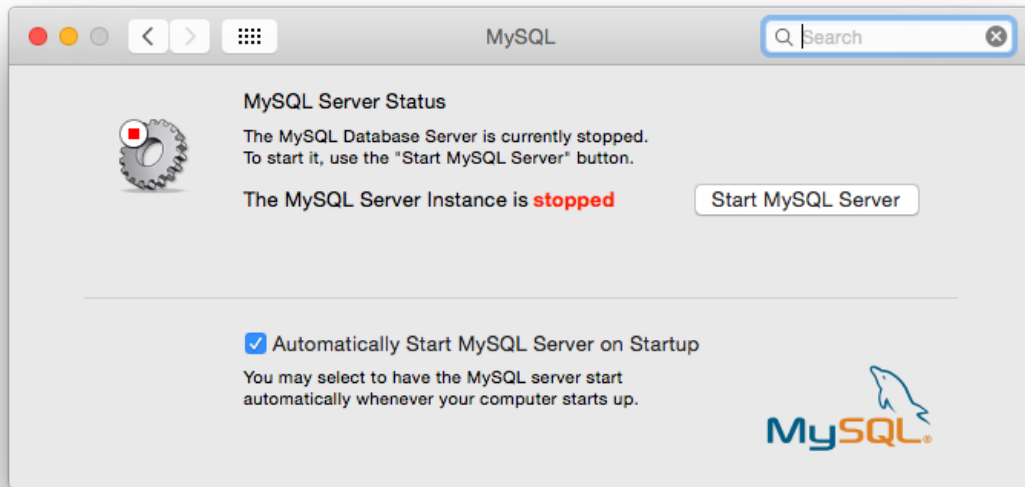 MySQL
Search
MySQL Server Status
The MySQL Database Server is currently stopped.
To start it, use the "Start MySQL Server" button.
The MySQL Server Instance is stopped
Start MySQL Server
Automatically Start MySQL Server on Startup
You may select to have the MySQL server start
automatically whenever your computer starts up.
MySQL®